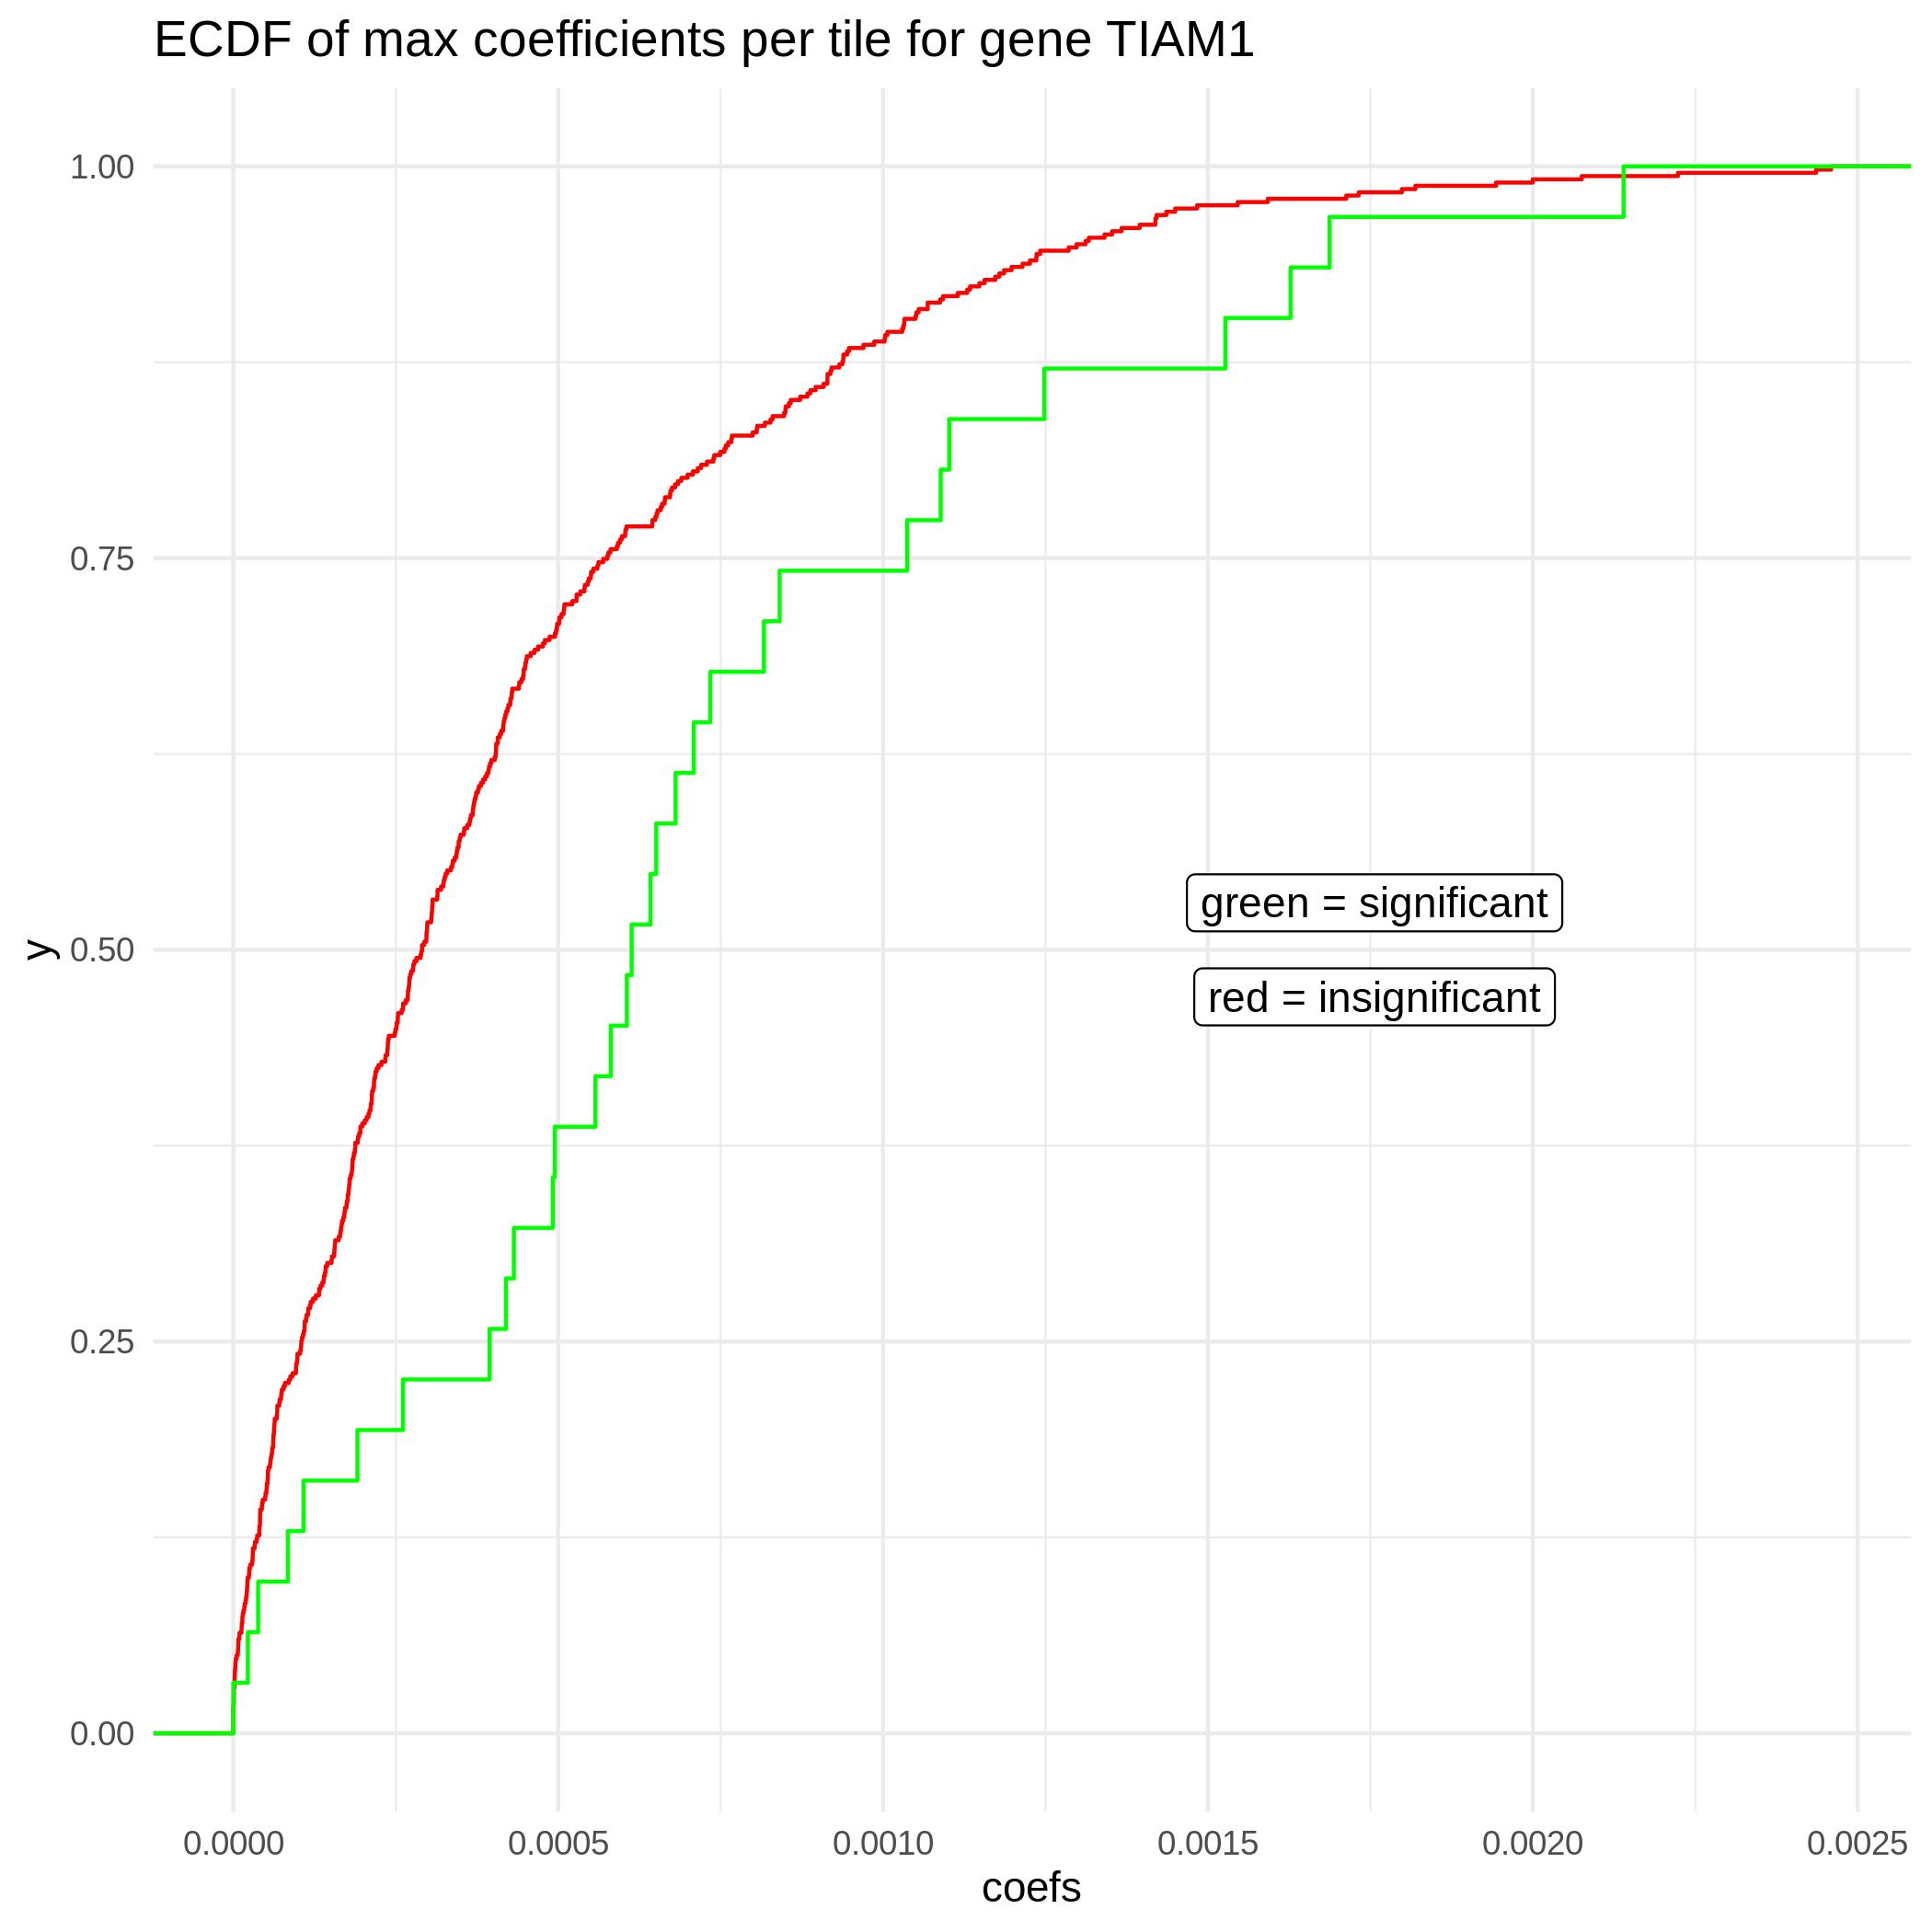 ECDF of max coefficients per tile for gene TIAM1
1.00
0.75
0.50
0.25
0.00
y
green = significant
red = insignificant
0.0000 0.0005 0.0010 0.0015 0.0020 0.0025
coefs